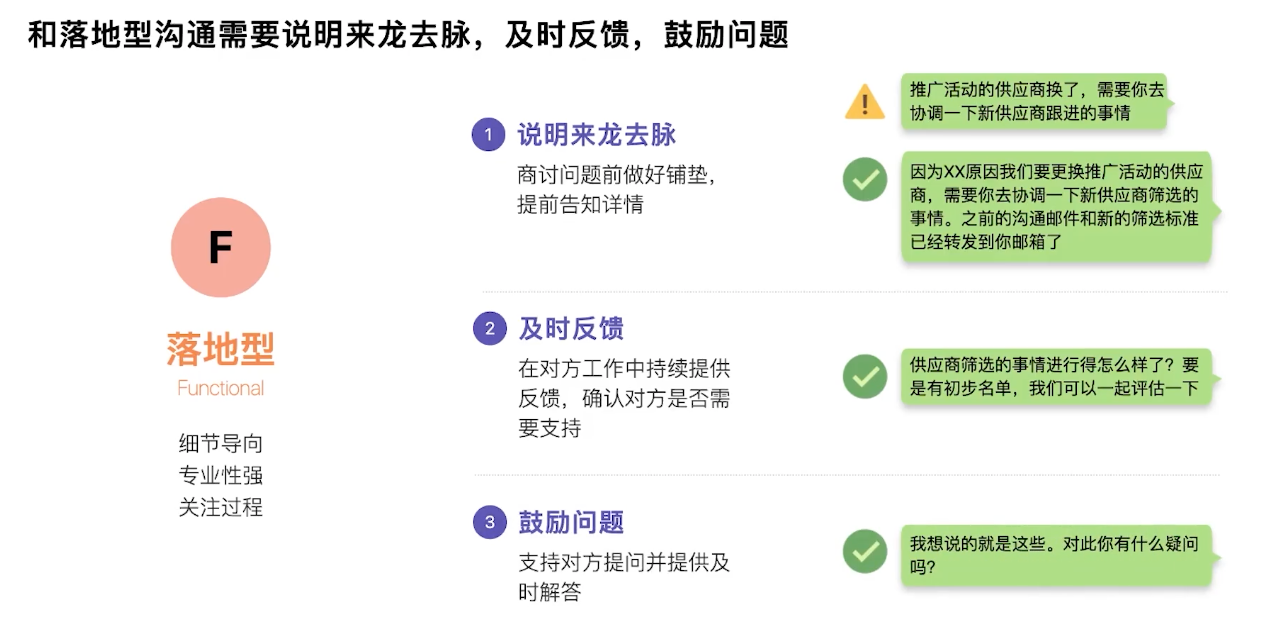 和落地型沟通需要说明来龙去脉，及时反馈，鼓励问题
F
落地型
Functional
细节导向
专业性强
关注过程
1 说明来龙去脉
商讨问题前做好铺垫，
提前告知详情
推广活动的供应商换了，需要你去
协调一下新供应商跟进的事情
因为XX原因我们要更换推广活动的供应
商，需要你去协调一下新供应商筛选的
事情。之前的沟通邮件和新的筛选标准
已经转发到你邮箱了
2 及时反馈
在对方工作中持续提供
反馈，确认对方是否需
要支持
供应商筛选的事情进行得怎么样了？要
是有初步名单，我们可以一起评估一下
3 鼓励问题
支持对方提问并提供及
时解答
我想说的就是这些。对此你有什么疑问
吗？